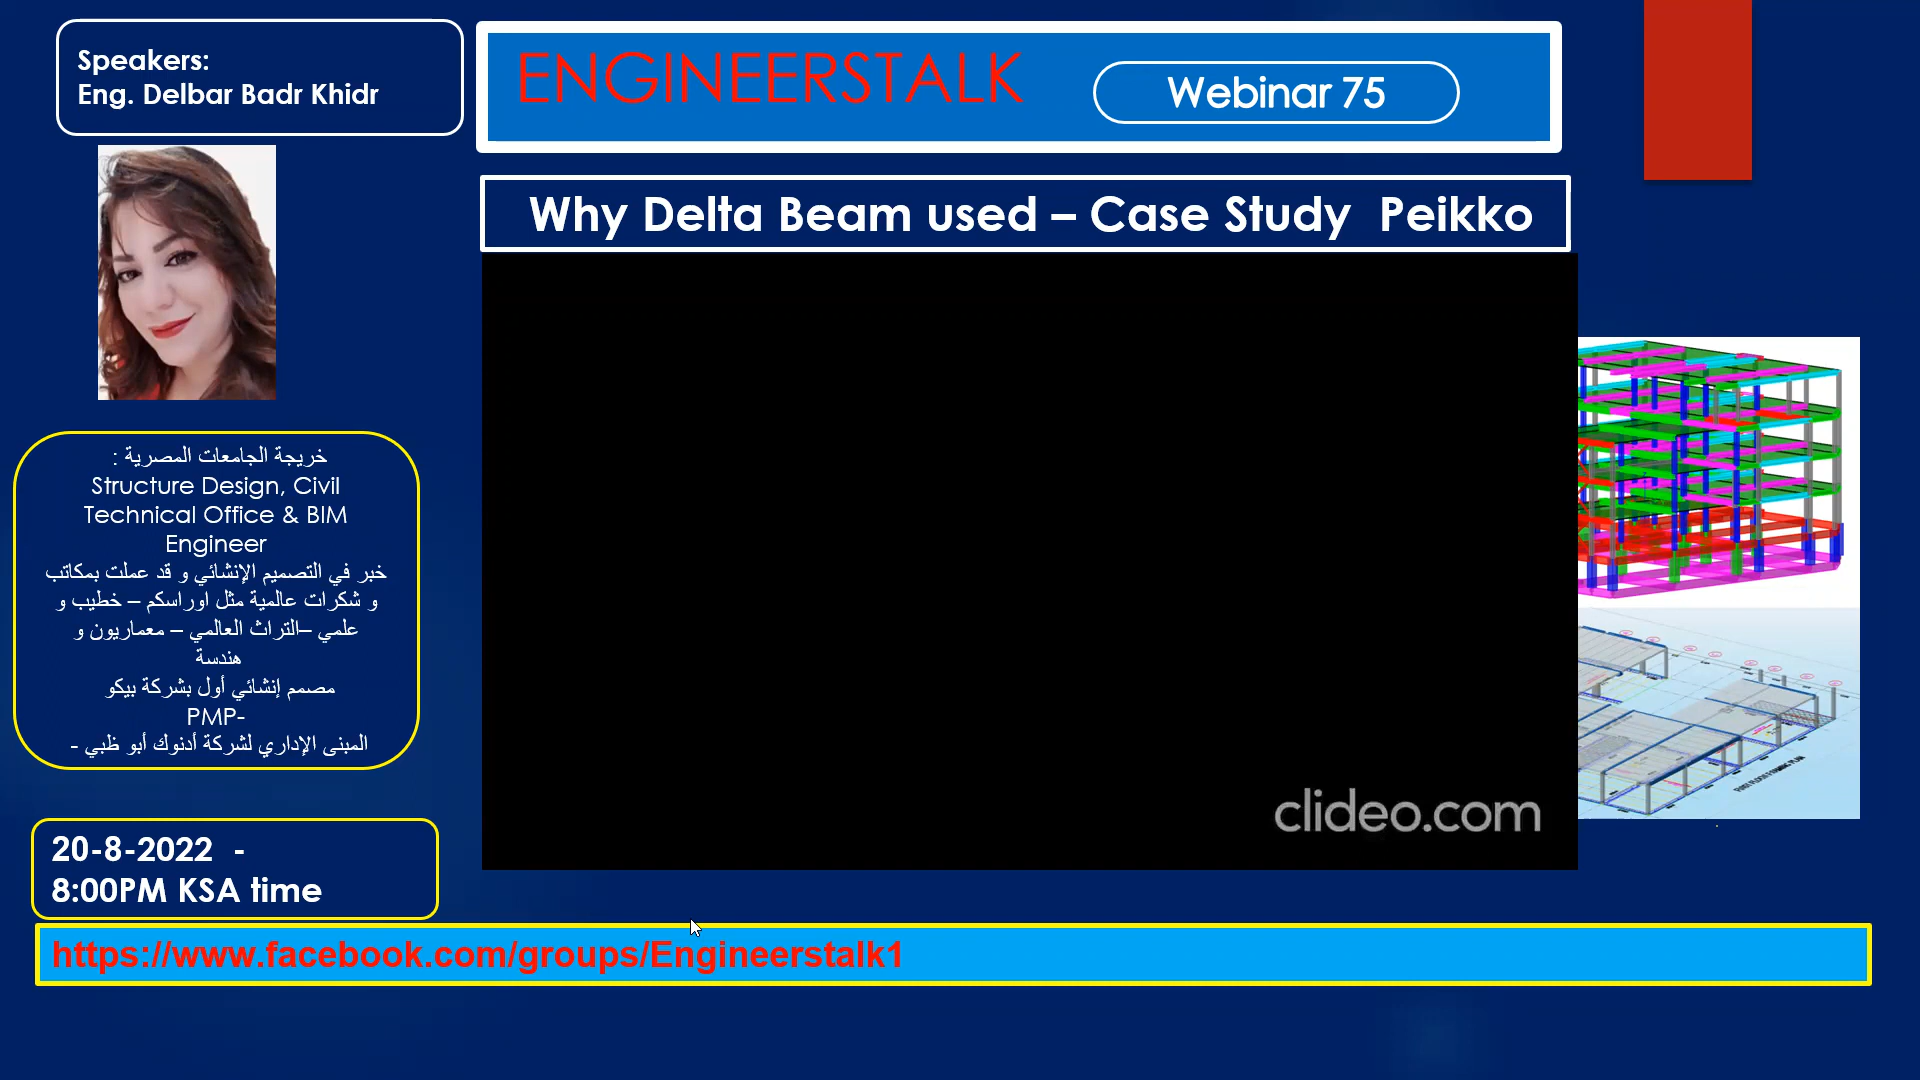 Speakers:
Eng. Delbar Badr Khidr
ENGINEERSTALK
Webinar 75
Why Delta Beam used – Case Study  Peikko
خريجة الجامعات المصرية :
Structure Design, Civil
Technical Office & BIM
Engineer
خبر في التصميم الإنشائي و قد عملت بمكاتب
و شكرات عالمية مثل اوراسكم – خطيب و
علمي –التراث العالمي – معماريون و
هندسة
مصمم إنشائي أول بشركة بيكو
PMP-
المبنى الإداري لشركة أدنوك أبو ظبي -
clideo.com
20-8-2022  -
8:00PM KSA time
https://www.facebook.com/groups/Engineerstalk1